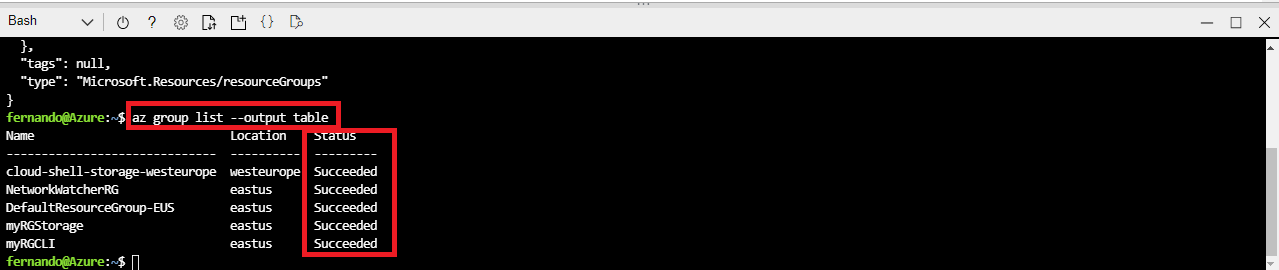 Bash
?
{}
},
"tags": null,
"type": "Microsoft.Resources/resourceGroups"
}
fernando@Azure:~$ az group list --output table
Name Location Status
------------------------------ ---------- ---------
cloud-shell-storage-westeurope westeurope Succeeded
NetworkWatcherRG eastus Succeeded
DefaultResourceGroup-EUS eastus Succeeded
myRGStorage eastus Succeeded
myRGCLI eastus Succeeded
fernando@Azure:~$